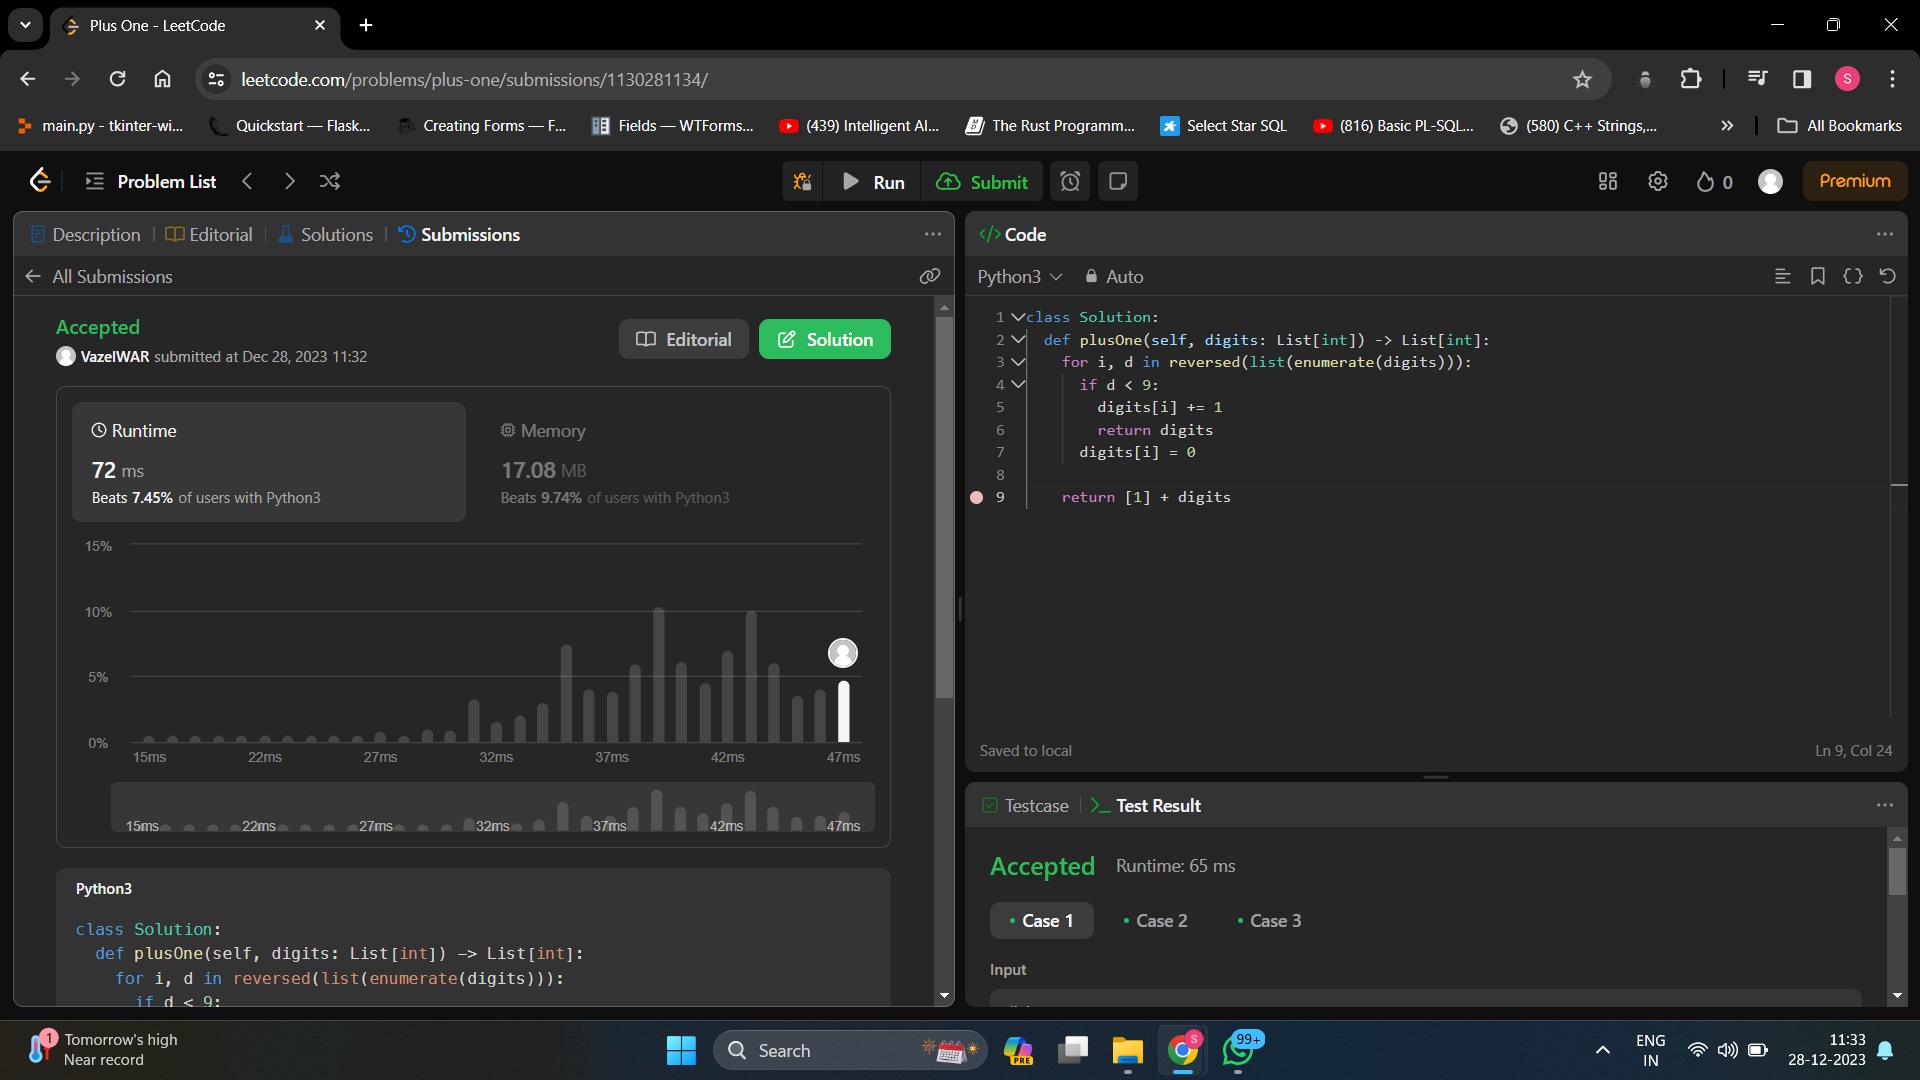 Plus One - LeetCode
leetcode.com/problems/plus-one/submissions/1130281134/
S
main.py - tkinter-wi...
Quickstart — Flask...
Creating Forms — F...
Fields — WTForms...
(439) Intelligent AI...
The Rust Programm...
Select Star SQL
(816) Basic PL-SQL...
(580) C++ Strings,...
All Bookmarks
Problem List
Run
Submit
0
Premium
Description
Editorial
Solutions
Submissions
All Submissions
Accepted
VazelWAR submitted at Dec 28, 2023 11:32
Editorial
Solution
Runtime
72 ms
Beats 7.45% of users with Python3
Memory
17.08 MB
Beats 9.74% of users with Python3
15%
10%
5%
0%
15ms 22ms 27ms 32ms 37ms 42ms 47ms
15ms 22ms 27ms 32ms 37ms 42ms 47ms
Python3
class Solution:
def plusOne(self, digits: List[int]) -> List[int]:
for i, d in reversed(list(enumerate(digits))):
if d < 9:
</> Code
Python3
Auto
1 class Solution:
2 def plusOne(self, digits: List[int]) -> List[int]:
3 for i, d in reversed(list(enumerate(digits))):
4 if d < 9:
5 digits[i] += 1
6 return digits
7 digits[i] = 0
8
9 return [1] + digits
Saved to local
Ln 9, Col 24
Testcase
Test Result
Accepted Runtime: 65 ms
Case 1
Case 2
Case 3
Input
1
Tomorrow's high
Near record
Search
PRE
S
99+
ENG
IN
11:33
28-12-2023